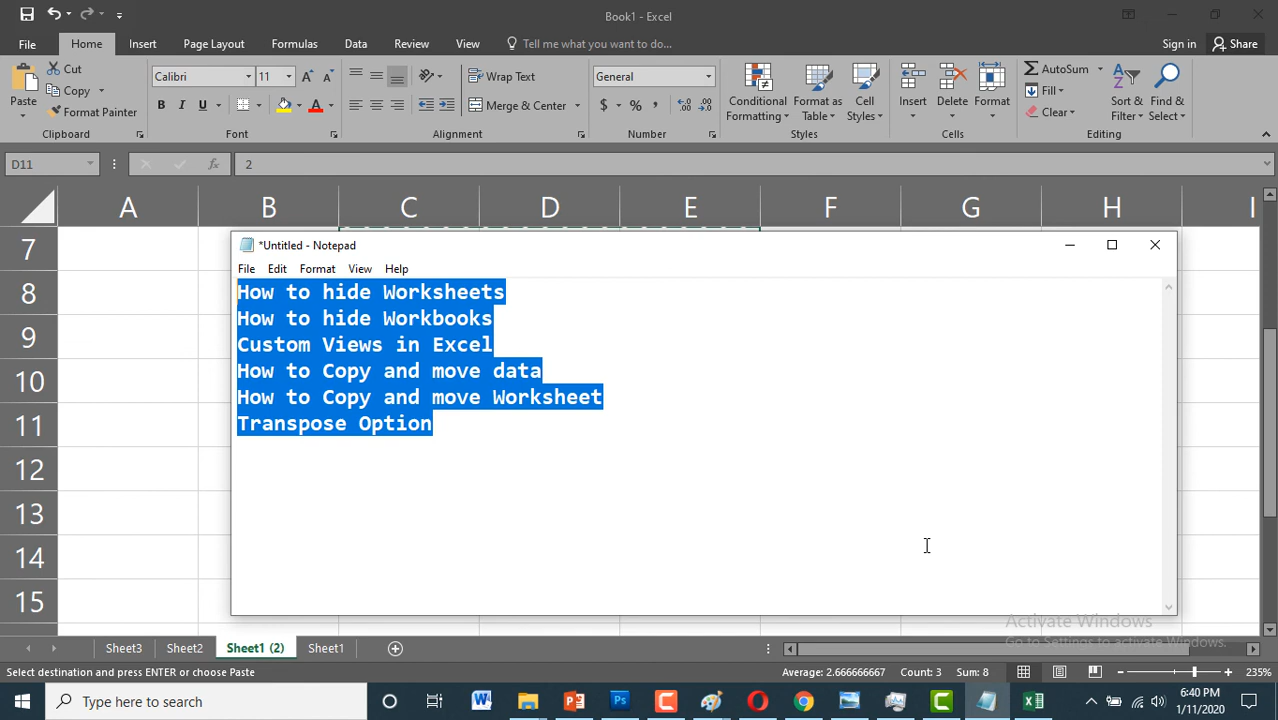 Book1 - Excel
File Home Insert Page Layout Formulas Data Review View Tell me what you want to do... Sign in Share
Paste
Cut
Copy
Format Painter
Clipboard
Calibri 11
B I U
Font
Wrap Text
Merge & Center
Alignment
General
$ % ,
Number
Conditional Formatting
Format as Table
Cell Styles
Styles
Insert
Delete
Format
Cells
AutoSum
Fill
Clear
Sort & Filter
Find & Select
Editing
D11 fx 2
A B C D E F G H I
7
8
9
10
11
12
13
14
15
*Untitled - Notepad
File Edit Format View Help
How to hide Worksheets
How to hide Workbooks
Custom Views in Excel
How to Copy and move data
How to Copy and move Worksheet
Transpose Option
Activate Windows
Go to Settings to activate Windows.
Sheet3 Sheet2 Sheet1 (2) Sheet1
Select destination and press ENTER or choose Paste Average: 2.666666667 Count: 3 Sum: 8 235%
Type here to search
6:40 PM
1/11/2020